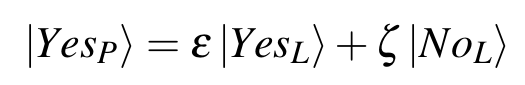 |Yes_P⟩ = ε|Yes_L⟩ + ζ|No_L⟩